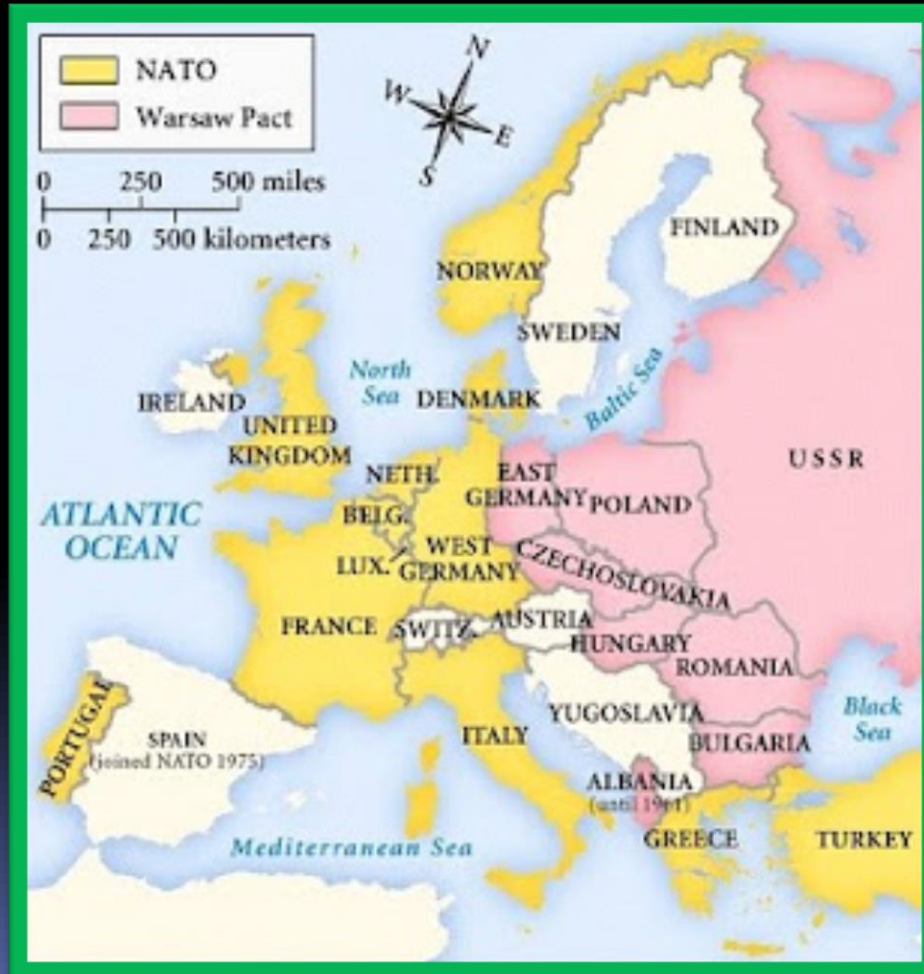 NATO
Warsaw Pact
0 250 500 miles
0 250 500 kilometers
N
W
E
S
FINLAND
NORWAY
SWEDEN
North
Sea
Baltic Sea
DENMARK
IRELAND
UNITED
KINGDOM
USSR
NETH.
EAST
GERMANY
POLAND
BELG.
ATLANTIC
OCEAN
WEST
GERMANY
LUX.
CZECHOSLOVAKIA
FRANCE
SWITZ.
AUSTRIA
HUNGARY
ROMANIA
YUGOSLAVIA
Black
Sea
PORTUGAL
SPAIN
(joined NATO 1975)
ITALY
BULGARIA
ALBANIA
(until 1961)
GREECE
TURKEY
Mediterranean Sea